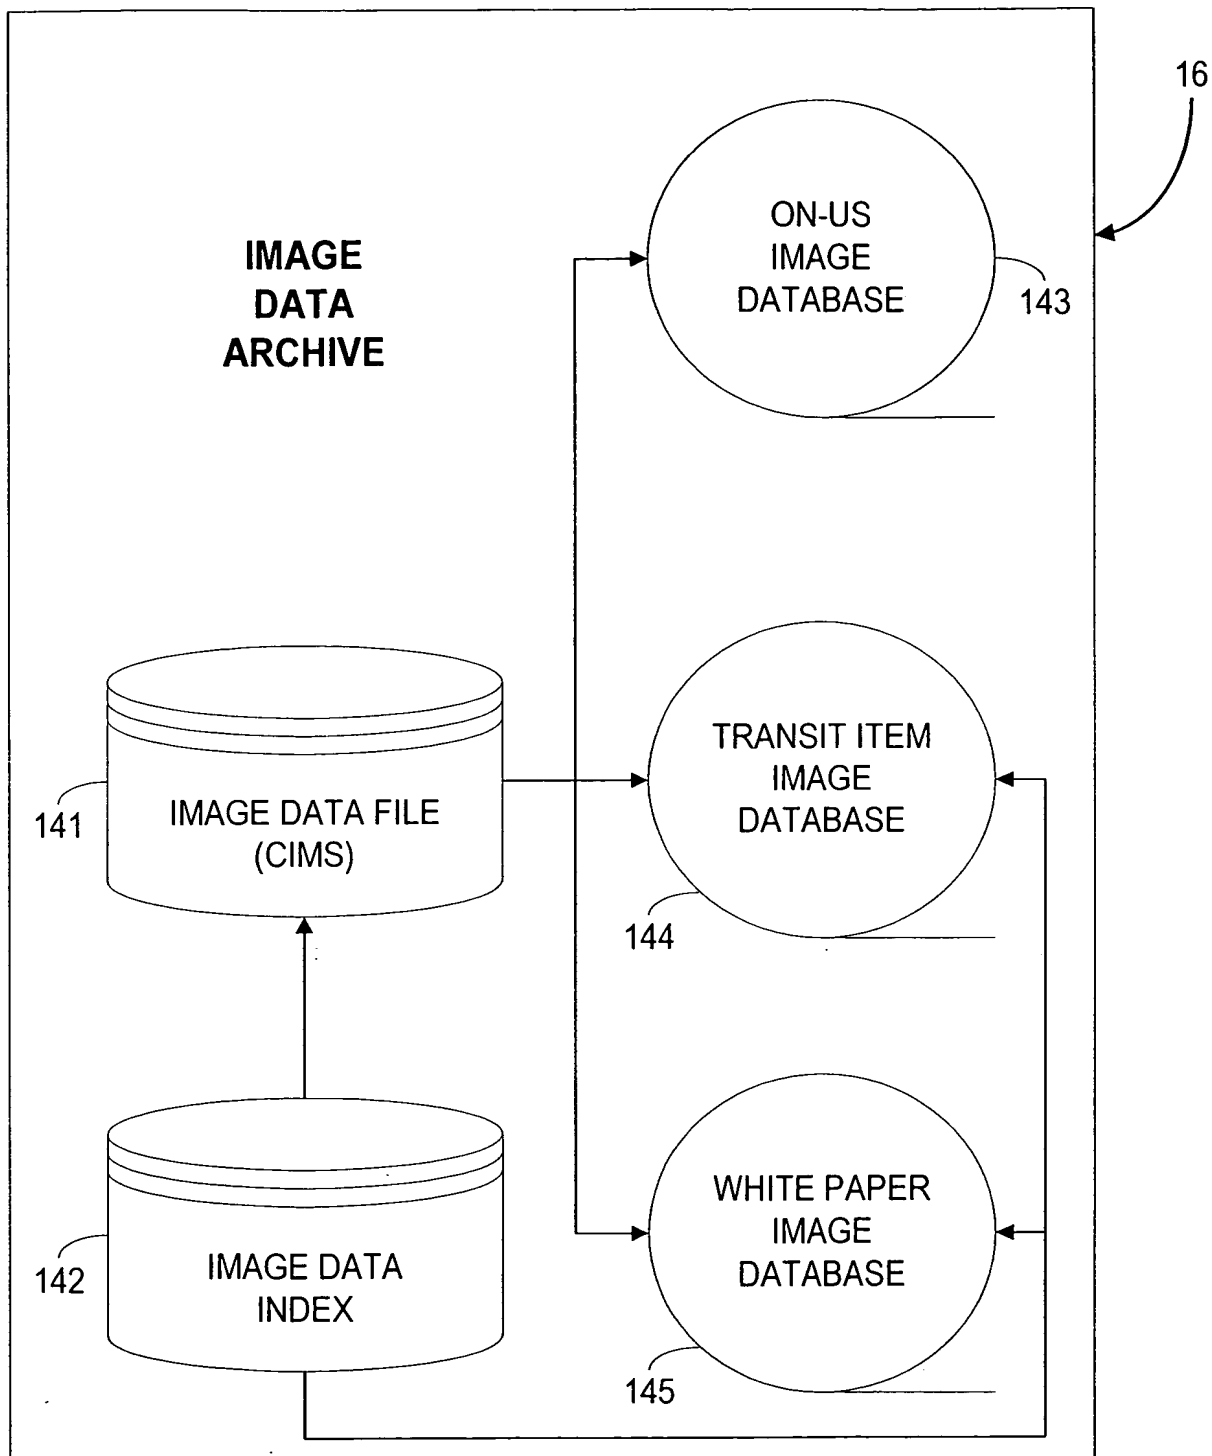 16
IMAGE
DATA
ARCHIVE
ON-US
IMAGE
DATABASE
143
141
IMAGE DATA FILE
(CIMS)
TRANSIT ITEM
IMAGE
DATABASE
144
142
IMAGE DATA
INDEX
WHITE PAPER
IMAGE
DATABASE
145